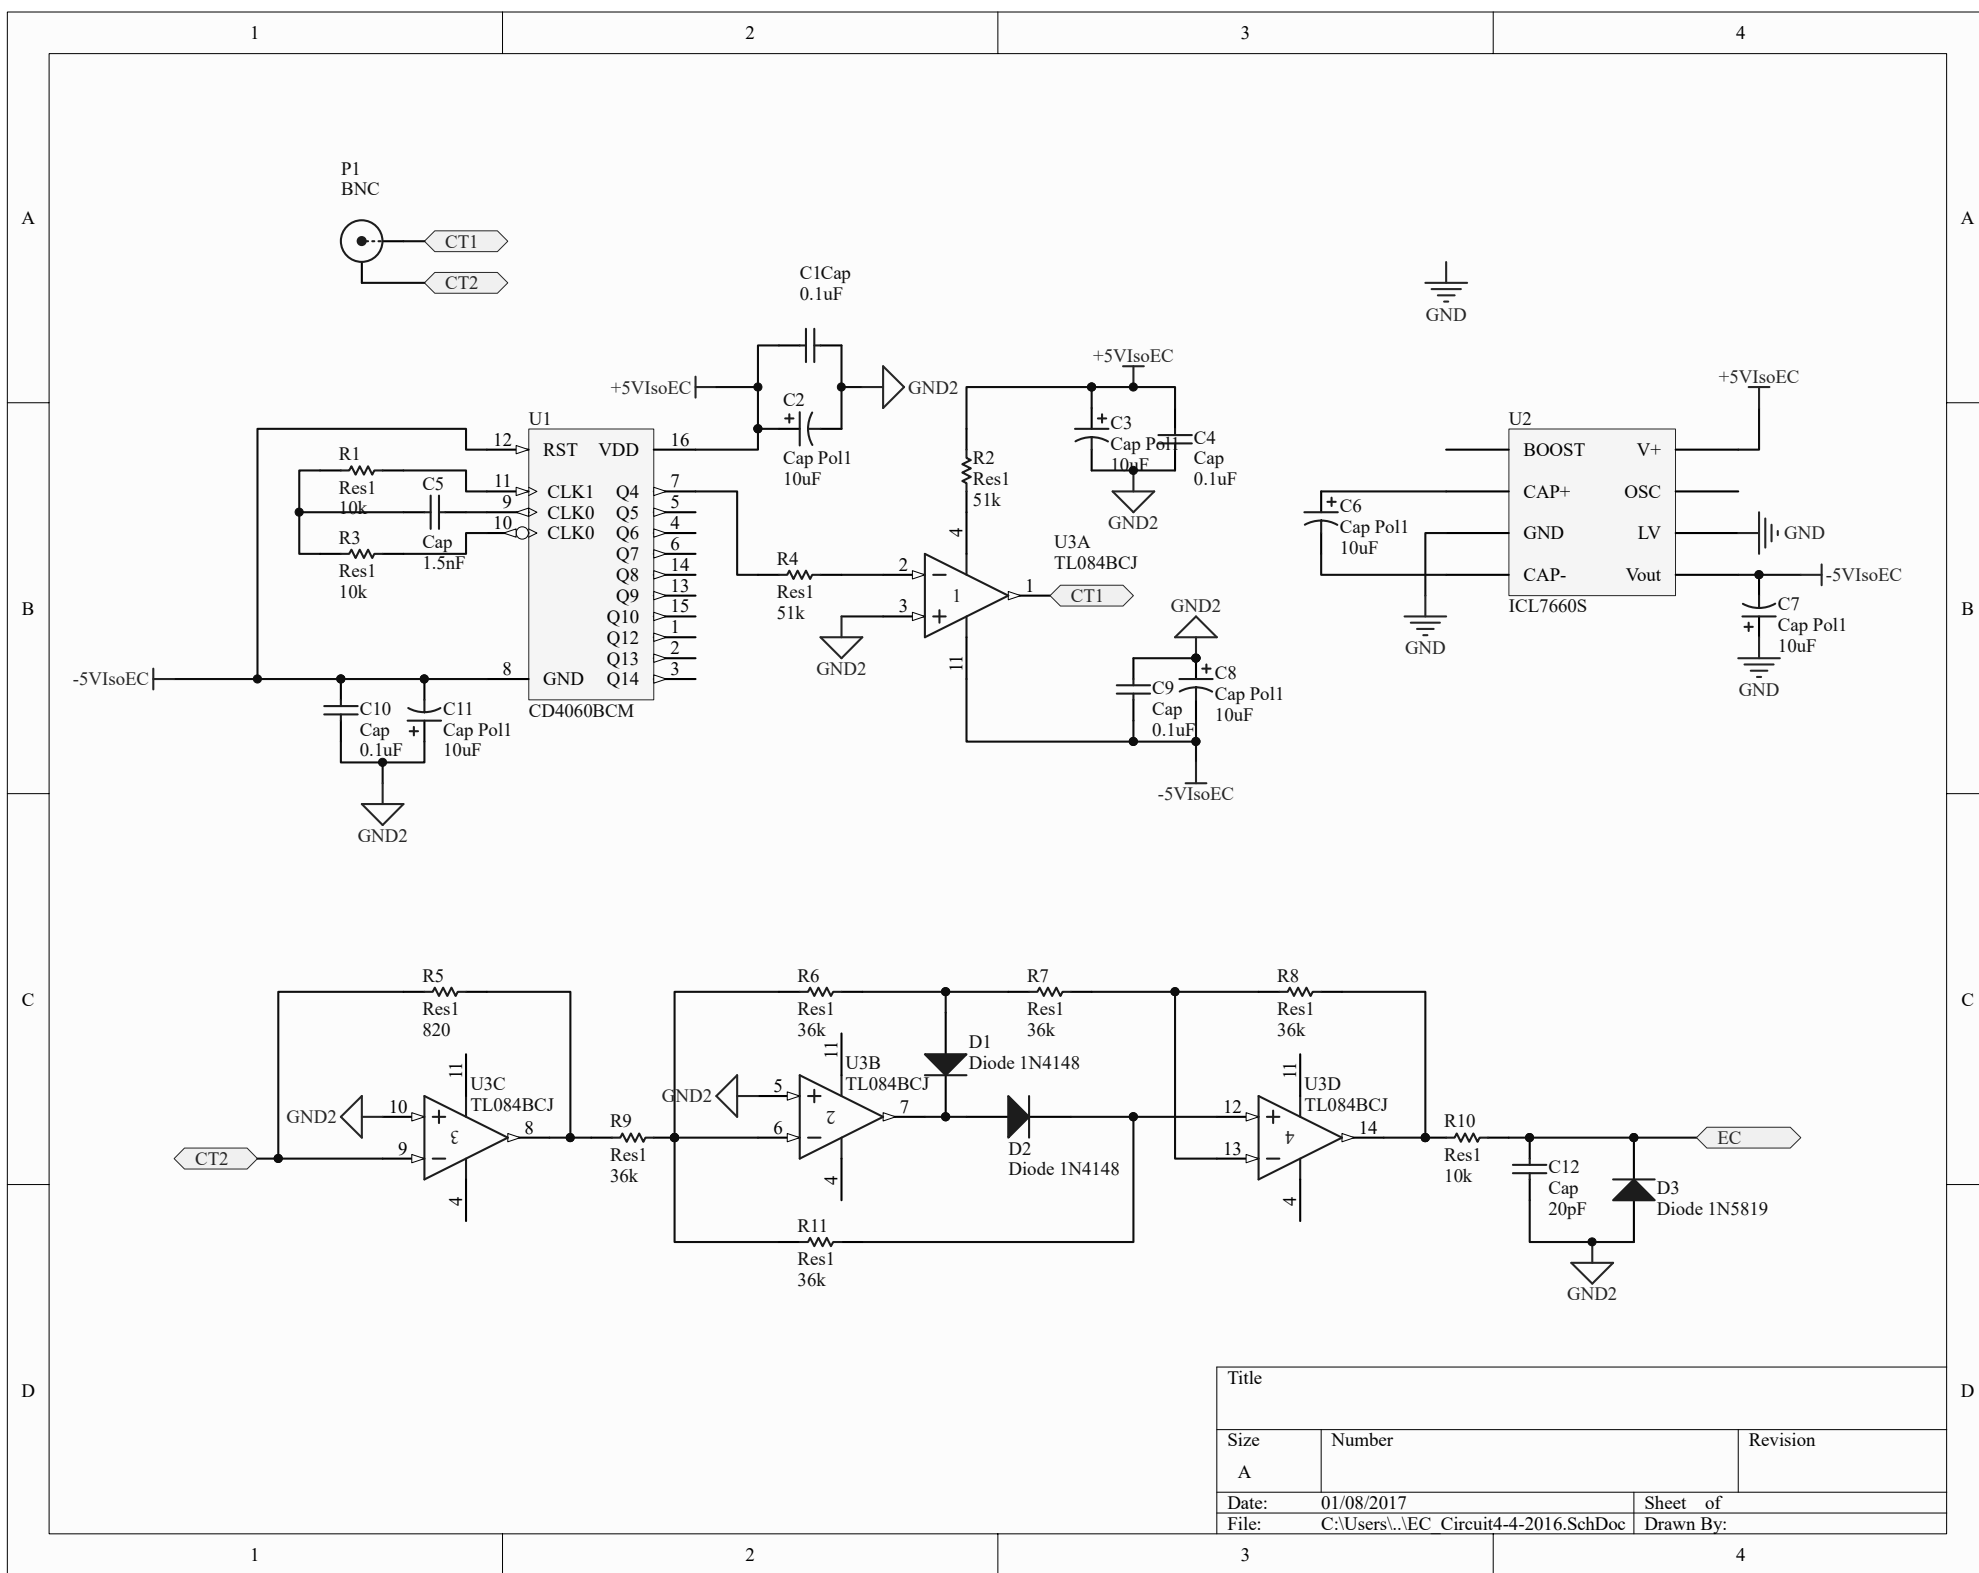 1
2
3
4
A
A
P1
BNC
CT1
CT2
C1Cap
0.1uF
GND
+5VIsoEC
GND2
C2
Cap Pol1
10uF
+5VIsoEC
C3
Cap Pol1
10uF
C4
Cap
0.1uF
GND2
R2
Res1
51k
+5VIsoEC
U1
12 RST VDD 16
11 CLK1 Q4 7
9 CLK0 Q5 5
10 CLK0 Q6 4
Q7 6
Q8 14
Q9 13
Q10 15
Q12 1
Q13 2
8 GND Q14 3
CD4060BCM
R1
Res1
10k
C5
Cap
1.5nF
R3
Res1
10k
U2
BOOST V+
CAP+ OSC
GND LV
CAP- Vout
ICL7660S
C6
Cap Pol1
10uF
GND
GND
-5VIsoEC
C7
Cap Pol1
10uF
GND
B
B
R4
Res1
51k
4
2
3
1
1
11
U3A
TL084BCJ
CT1
GND2
GND2
C9
Cap
0.1uF
C8
Cap Pol1
10uF
-5VIsoEC
-5VIsoEC
C10
Cap
0.1uF
C11
Cap Pol1
10uF
GND2
C
C
R5
Res1
820
R6
Res1
36k
R7
Res1
36k
R8
Res1
36k
CT2
GND2
10
9
11
3
8
4
U3C
TL084BCJ
R9
Res1
36k
GND2
5
6
11
2
7
4
U3B
TL084BCJ
D1
Diode 1N4148
D2
Diode 1N4148
R11
Res1
36k
12
13
11
4
14
4
U3D
TL084BCJ
R10
Res1
10k
C12
Cap
20pF
EC
D3
Diode 1N5819
GND2
D
D
Title
Size Number Revision
A
Date: 01/08/2017 Sheet of
File: C:\Users\..\EC_Circuit4-4-2016.SchDoc Drawn By:
1
2
3
4